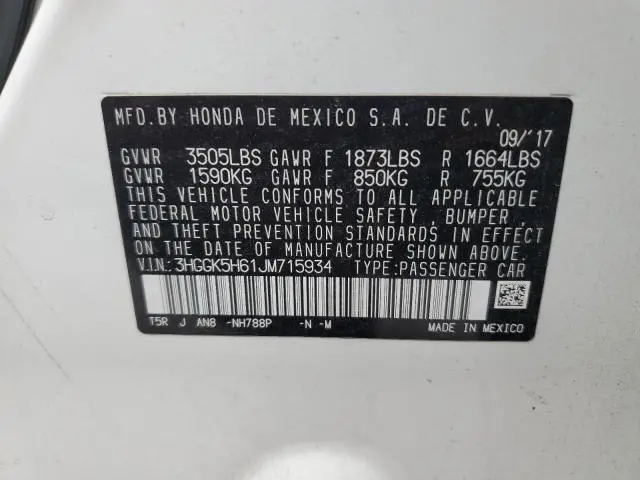 MFD.BY HONDA DE MEXICO S.A. DE C.V.
09/'17
GVWR 3505LBS GAWR F 1873LBS R 1664LBS
GVWR 1590KG GAWR F 850KG R 755KG
THIS VEHICLE CONFORMS TO ALL APPLICABLE
FEDERAL MOTOR VEHICLE SAFETY , BUMPER ,
AND THEFT PREVENTION STANDARDS IN EFFECT
ON THE DATE OF MANUFACTURE SHOWN ABOVE.
V.I.N.: 3HGGK5H61JM715934 TYPE:PASSENGER CAR
T5R J AN8 -NH788P -N -M MADE IN MEXICO